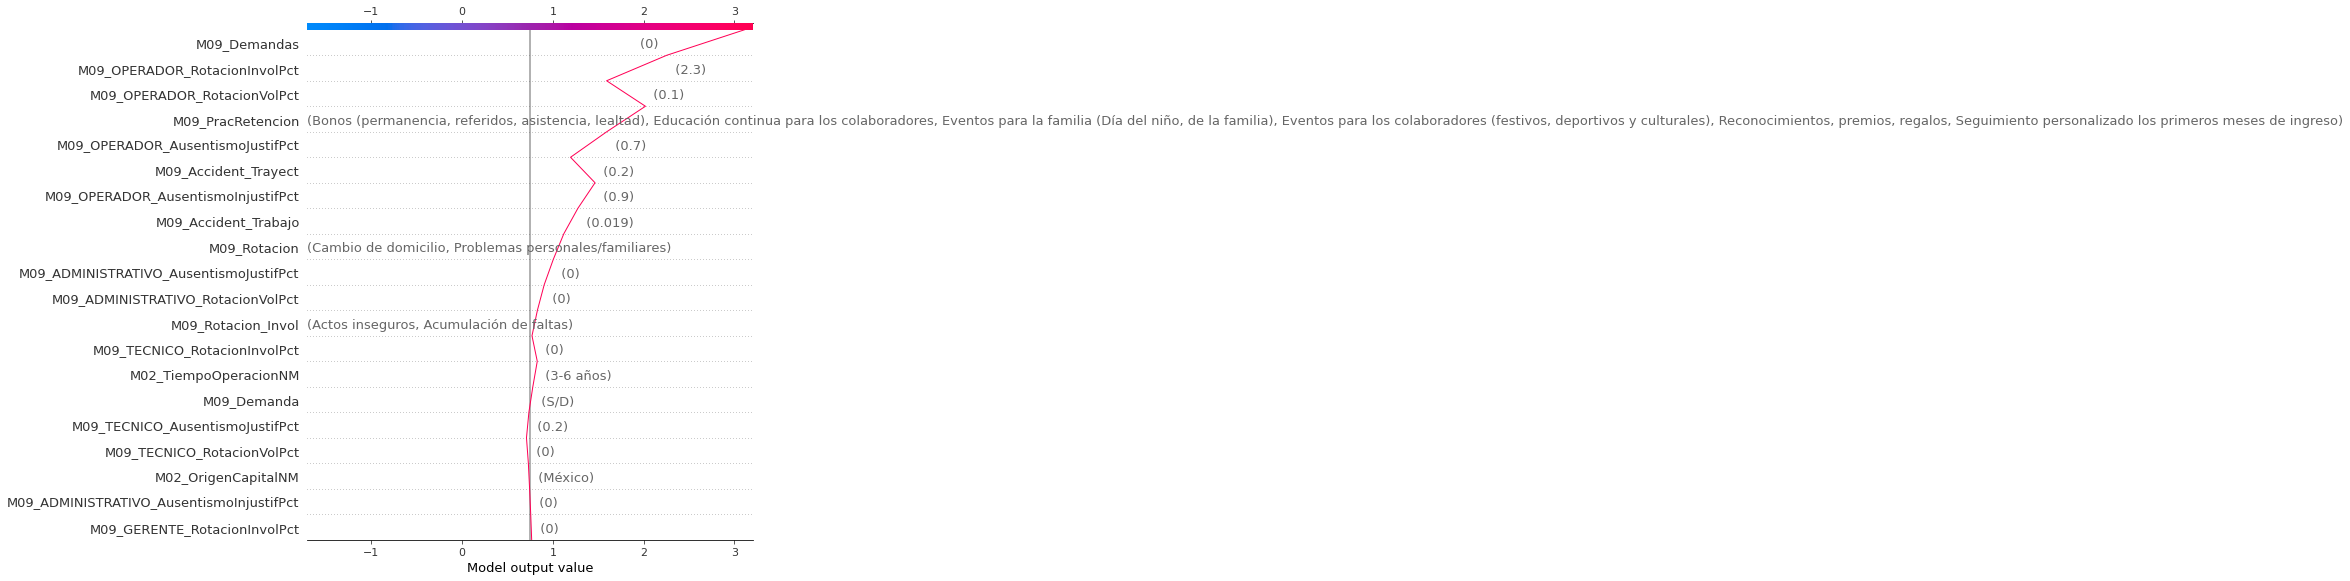 −1 0 1 2 3
M09_Demandas (0)
M09_OPERADOR_RotacionInvolPct (2.3)
M09_OPERADOR_RotacionVolPct (0.1)
M09_PracRetencion (Bonos (permanencia, referidos, asistencia, lealtad), Educación continua para los colaboradores, Eventos para la familia (Día del niño, de la familia), Eventos para los colaboradores (festivos, deportivos y culturales), Reconocimientos, premios, regalos, Seguimiento personalizado los primeros meses de ingreso)
M09_OPERADOR_AusentismoJustifPct (0.7)
M09_Accident_Trayect (0.2)
M09_OPERADOR_AusentismoInjustifPct (0.9)
M09_Accident_Trabajo (0.019)
M09_Rotacion (Cambio de domicilio, Problemas personales/familiares)
M09_ADMINISTRATIVO_AusentismoJustifPct (0)
M09_ADMINISTRATIVO_RotacionVolPct (0)
M09_Rotacion_Invol (Actos inseguros, Acumulación de faltas)
M09_TECNICO_RotacionInvolPct (0)
M02_TiempoOperacionNM (3-6 años)
M09_Demanda (S/D)
M09_TECNICO_AusentismoJustifPct (0.2)
M09_TECNICO_RotacionVolPct (0)
M02_OrigenCapitalNM (México)
M09_ADMINISTRATIVO_AusentismoInjustifPct (0)
M09_GERENTE_RotacionInvolPct (0)
−1 0 1 2 3
Model output value